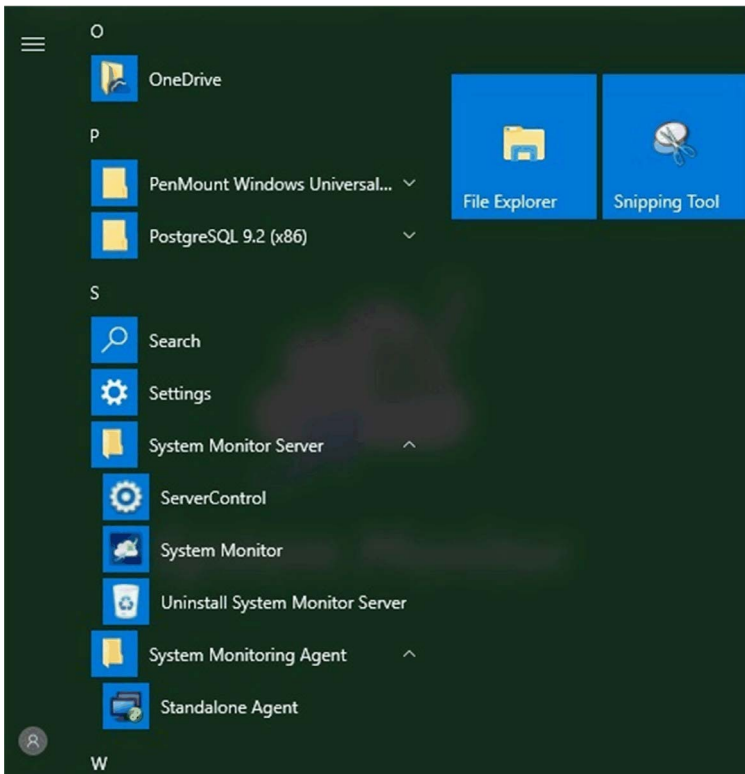 O
OneDrive
P
PenMount Windows Universal...
PostgreSQL 9.2 (x86)
File Explorer
Snipping Tool
S
Search
Settings
System Monitor Server
ServerControl
System Monitor
Uninstall System Monitor Server
System Monitoring Agent
Standalone Agent
W